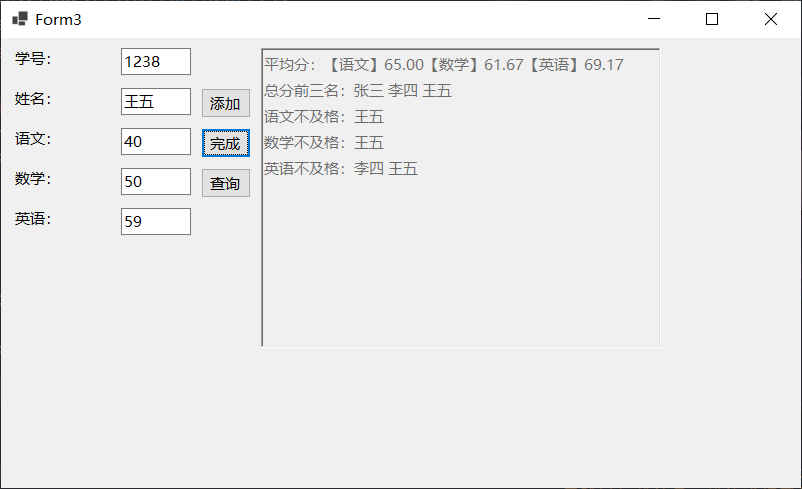 Form3
学号：
1238
姓名：
王五
添加
语文：
40
完成
数学：
50
查询
英语：
59
平均分：【语文】65.00【数学】61.67【英语】69.17
总分前三名：张三 李四 王五
语文不及格：王五
数学不及格：王五
英语不及格：李四 王五